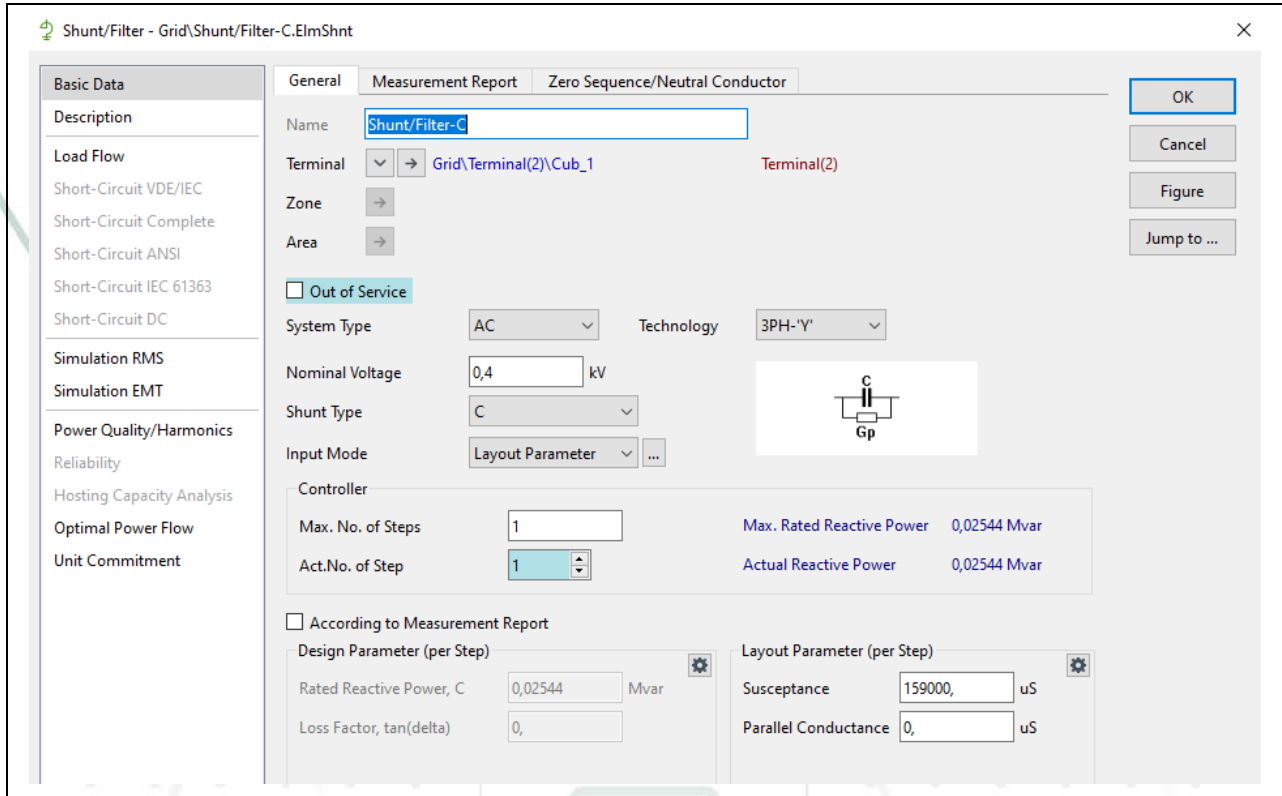 Shunt/Filter - Grid\Shunt/Filter-C.ElmShnt
Basic Data
Description
Load Flow
Short-Circuit VDE/IEC
Short-Circuit Complete
Short-Circuit ANSI
Short-Circuit IEC 61363
Short-Circuit DC
Simulation RMS
Simulation EMT
Power Quality/Harmonics
Reliability
Hosting Capacity Analysis
Optimal Power Flow
Unit Commitment
General Measurement Report Zero Sequence/Neutral Conductor
Name Shunt/Filter-C
Terminal Grid\Terminal(2)\Cub_1 Terminal(2)
Zone
Area
Out of Service
System Type AC Technology 3PH-'Y'
Nominal Voltage 0,4 kV
Shunt Type C
Input Mode Layout Parameter ...
C
Gp
Controller
Max. No. of Steps 1 Max. Rated Reactive Power 0,02544 Mvar
Act.No. of Step 1 Actual Reactive Power 0,02544 Mvar
According to Measurement Report
Design Parameter (per Step)
Rated Reactive Power, C 0,02544 Mvar
Loss Factor, tan(delta) 0,
Layout Parameter (per Step)
Susceptance 159000, uS
Parallel Conductance 0, uS
OK
Cancel
Figure
Jump to ...